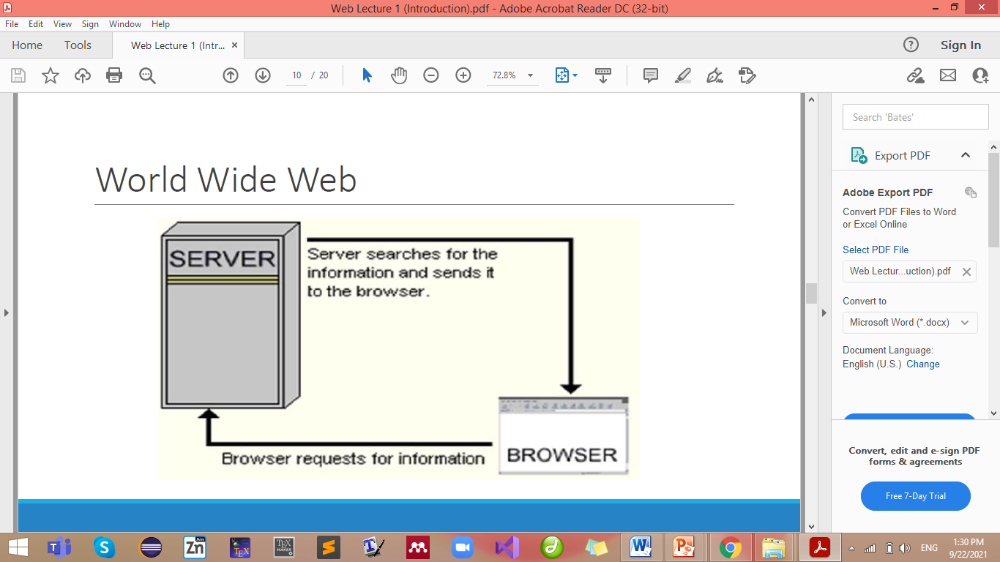 Web Lecture 1 (Introduction).pdf - Adobe Acrobat Reader DC (32-bit)
File Edit View Sign Window Help
Home Tools Web Lecture 1 (Intr... × Sign In
10 / 20 72.8%
Search 'Bates'
Export PDF
World Wide Web
Adobe Export PDF
Convert PDF Files to Word
or Excel Online
SERVER
Server searches for the
information and sends it
to the browser.
Select PDF File
Web Lectur...uction).pdf
Convert to
Microsoft Word (*.docx)
Document Language:
English (U.S.) Change
BROWSER
Browser requests for information
Convert, edit and e-sign PDF
forms & agreements
Free 7-Day Trial
Zn Mini
TEX
TEX
MAKER
ENG
1:30 PM
9/22/2021